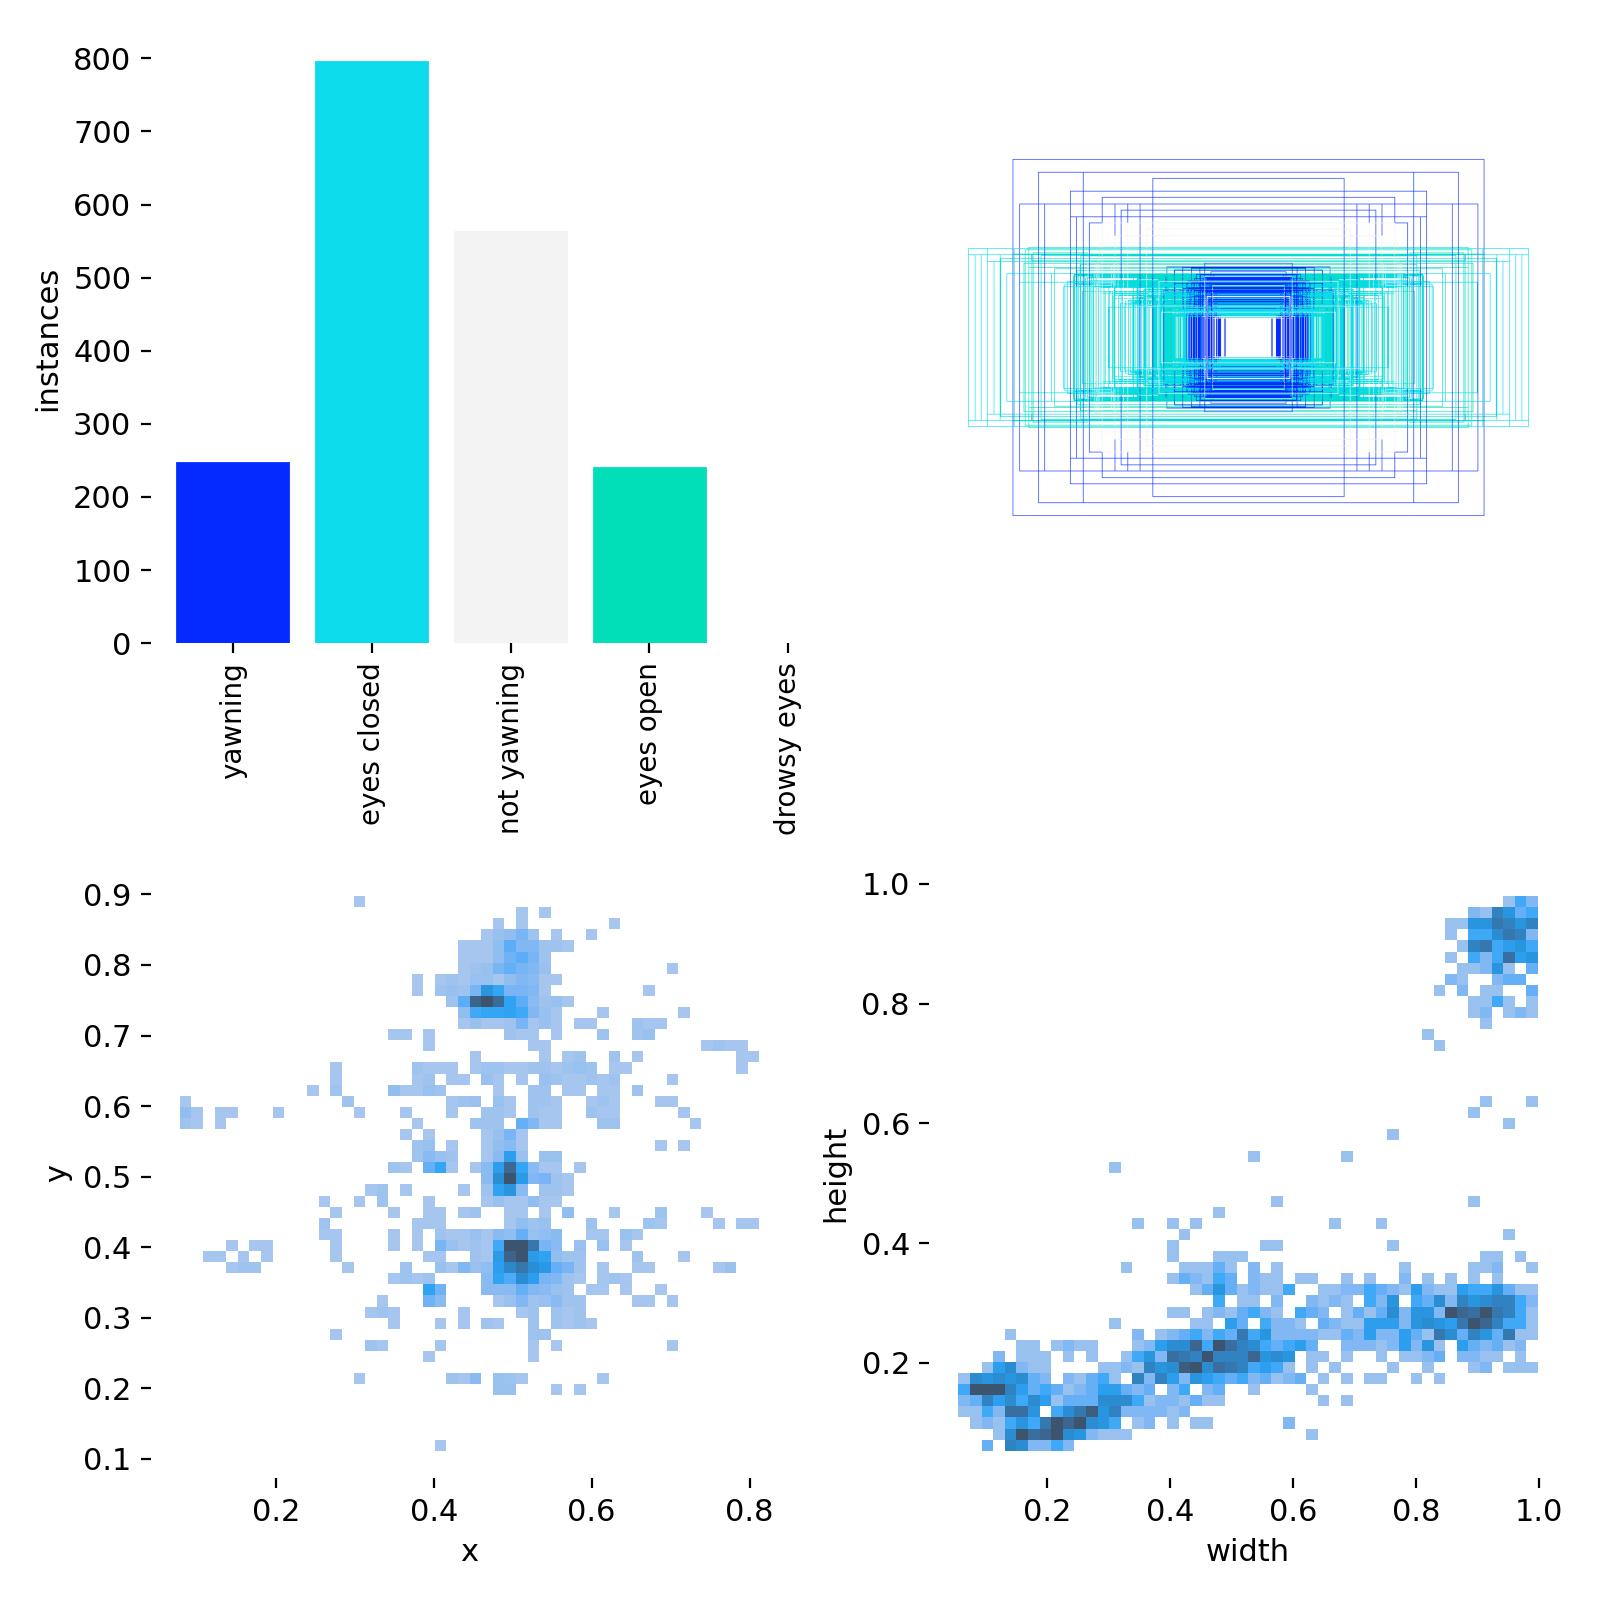 800
700
600
500
400
300
200
100
0
instances
yawning
eyes closed
not yawning
eyes open
drowsy eyes
0.9
0.8
0.7
0.6
0.5
0.4
0.3
0.2
0.1
y
0.2 0.4 0.6 0.8
x
1.0
0.8
0.6
0.4
0.2
height
0.2 0.4 0.6 0.8 1.0
width